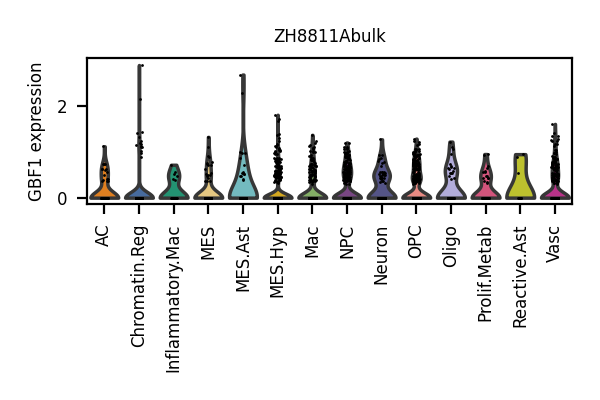 ZH8811Abulk
GBF1 expression
2
0
AC
Chromatin.Reg
Inflammatory.Mac
MES
MES.Ast
MES.Hyp
Mac
NPC
Neuron
OPC
Oligo
Prolif.Metab
Reactive.Ast
Vasc